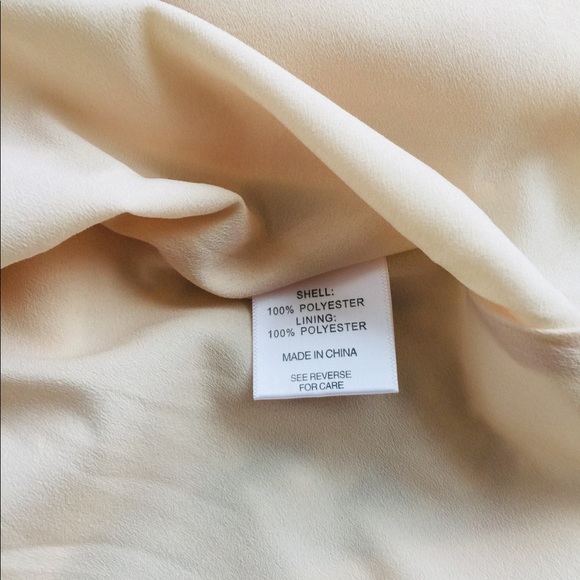 SHELL:
100% POLYESTER
LINING:
100% POLYESTER
MADE IN CHINA
SEE REVERSE
FOR CARE